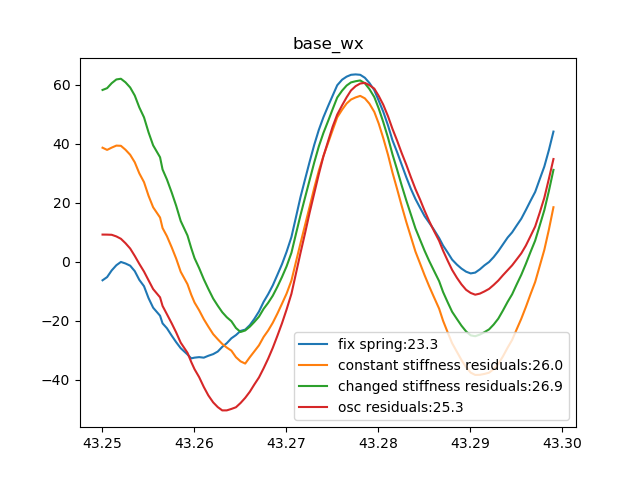 base_wx
60
40
20
0
−20
−40
fix spring:23.3
constant stiffness residuals:26.0
changed stiffness residuals:26.9
osc residuals:25.3
43.25 43.26 43.27 43.28 43.29 43.30